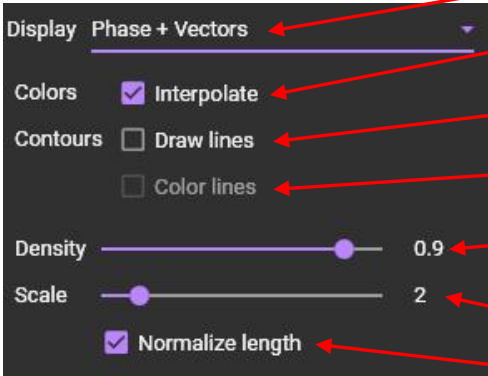 Display Phase + Vectors
Colors Interpolate
Contours Draw lines
Color lines
Density 0.9
Scale 2
Normalize length